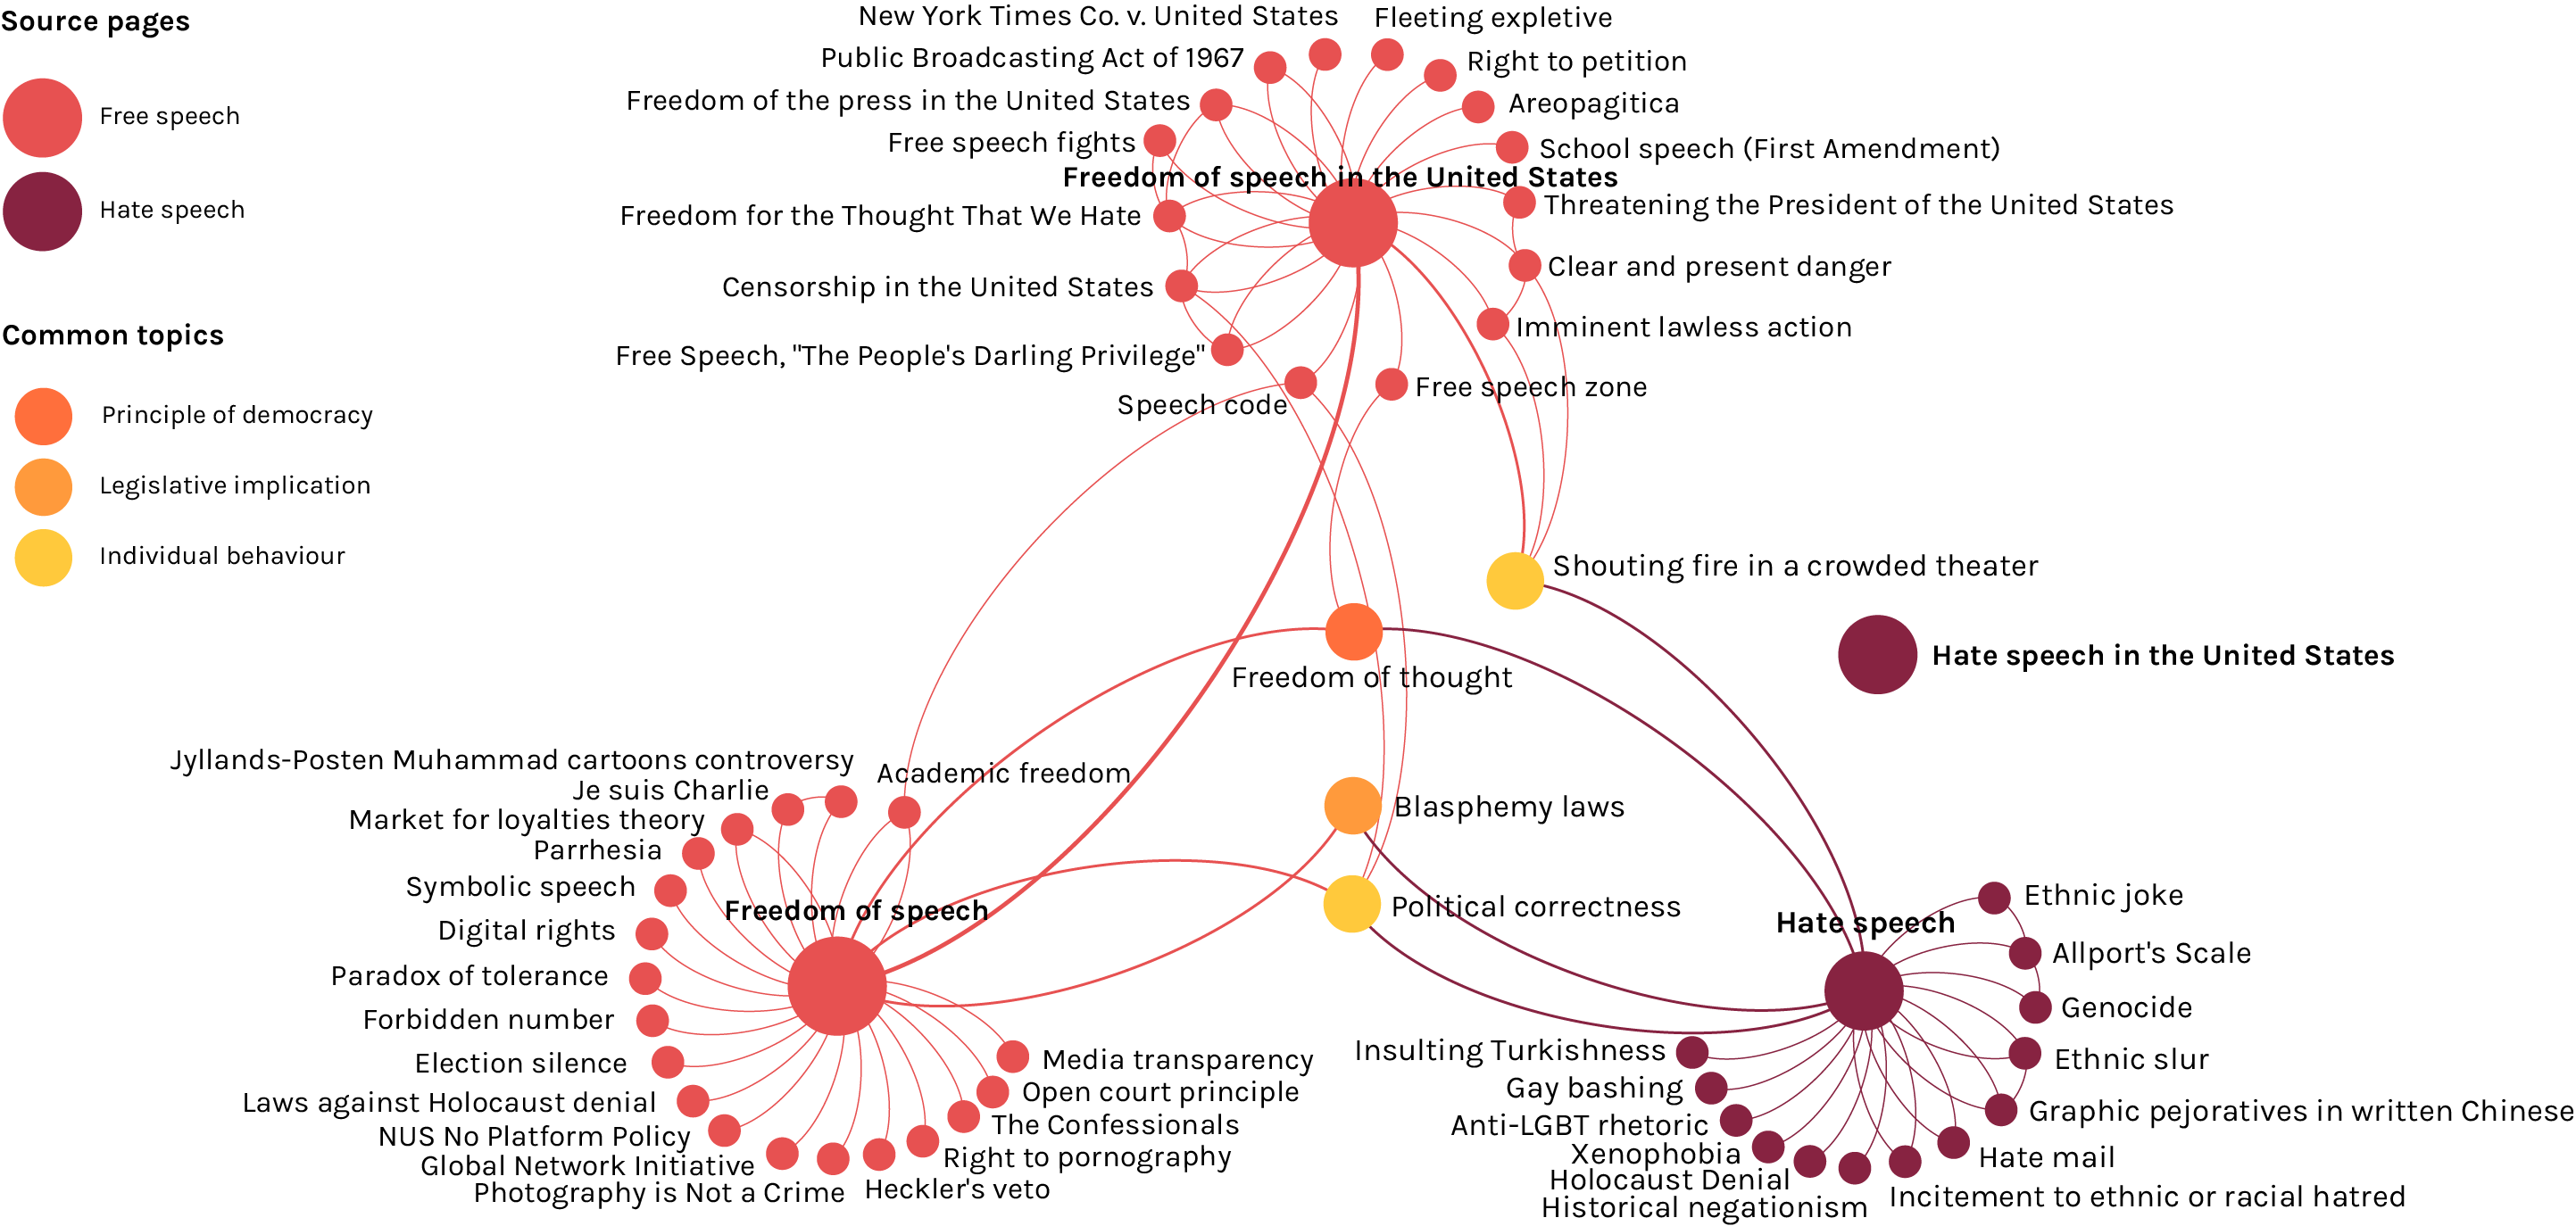 Source pages
Free speech
Hate speech
Common topics
Principle of democracy
Legislative implication
Individual behaviour
New York Times Co. v. United States
Fleeting expletive
Public Broadcasting Act of 1967
Right to petition
Freedom of the press in the United States
Areopagitica
Free speech fights
School speech (First Amendment)
Freedom of speech in the United States
Freedom for the Thought That We Hate
Threatening the President of the United States
Censorship in the United States
Clear and present danger
Imminent lawless action
Free Speech, "The People's Darling Privilege"
Speech code
Free speech zone
Shouting fire in a crowded theater
Hate speech in the United States
Freedom of thought
Jyllands-Posten Muhammad cartoons controversy
Academic freedom
Je suis Charlie
Market for loyalties theory
Parrhesia
Symbolic speech
Digital rights
Paradox of tolerance
Forbidden number
Election silence
Laws against Holocaust denial
NUS No Platform Policy
Global Network Initiative
Photography is Not a Crime
Heckler's veto
Right to pornography
The Confessionals
Open court principle
Media transparency
Freedom of speech
Blasphemy laws
Political correctness
Hate speech
Ethnic joke
Allport's Scale
Genocide
Ethnic slur
Graphic pejoratives in written Chinese
Hate mail
Incitement to ethnic or racial hatred
Insulting Turkishness
Gay bashing
Anti-LGBT rhetoric
Xenophobia
Holocaust Denial
Historical negationism